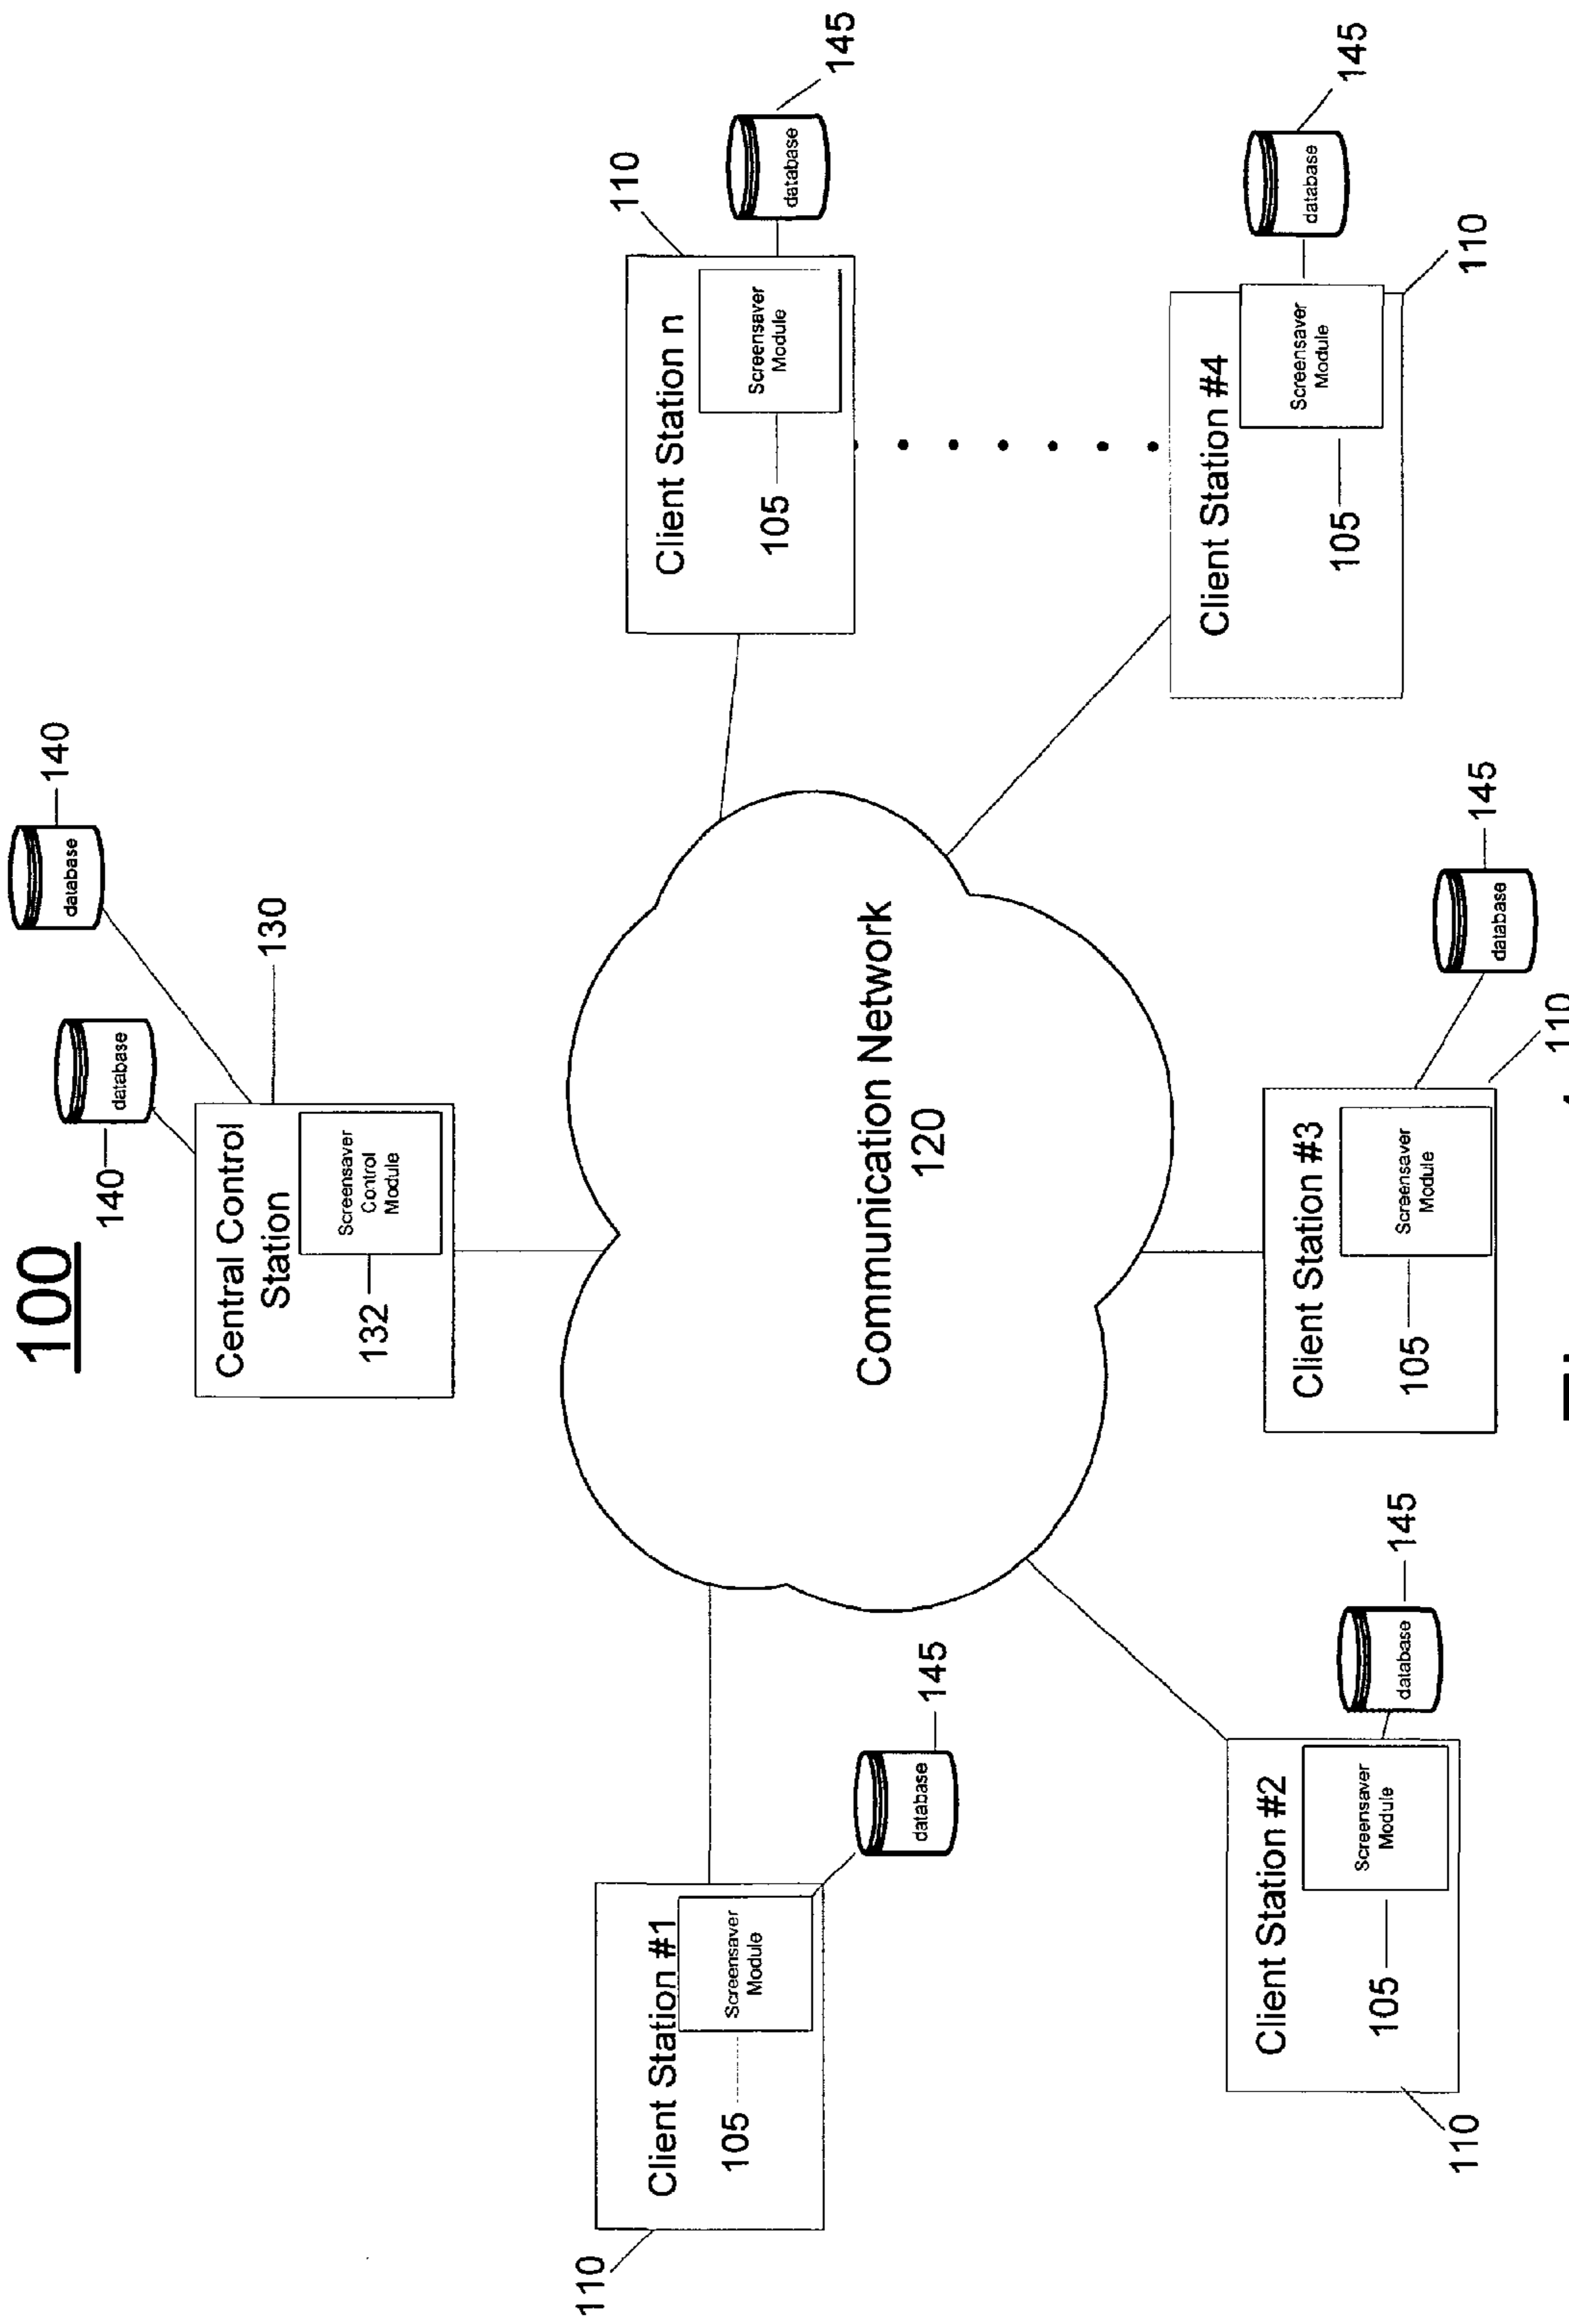 100
140
database
140
database
130
Central Control
Station
Screensaver
Control
Module
132
Communication Network
120
110
Client Station #1
Screensaver
Module
105
database
145
Client Station #2
Screensaver
Module
105
110
database
145
Client Station #3
Screensaver
Module
105
110
database
145
Client Station #4
Screensaver
Module
105
110
database
145
Client Station n
Screensaver
Module
105
110
database
145